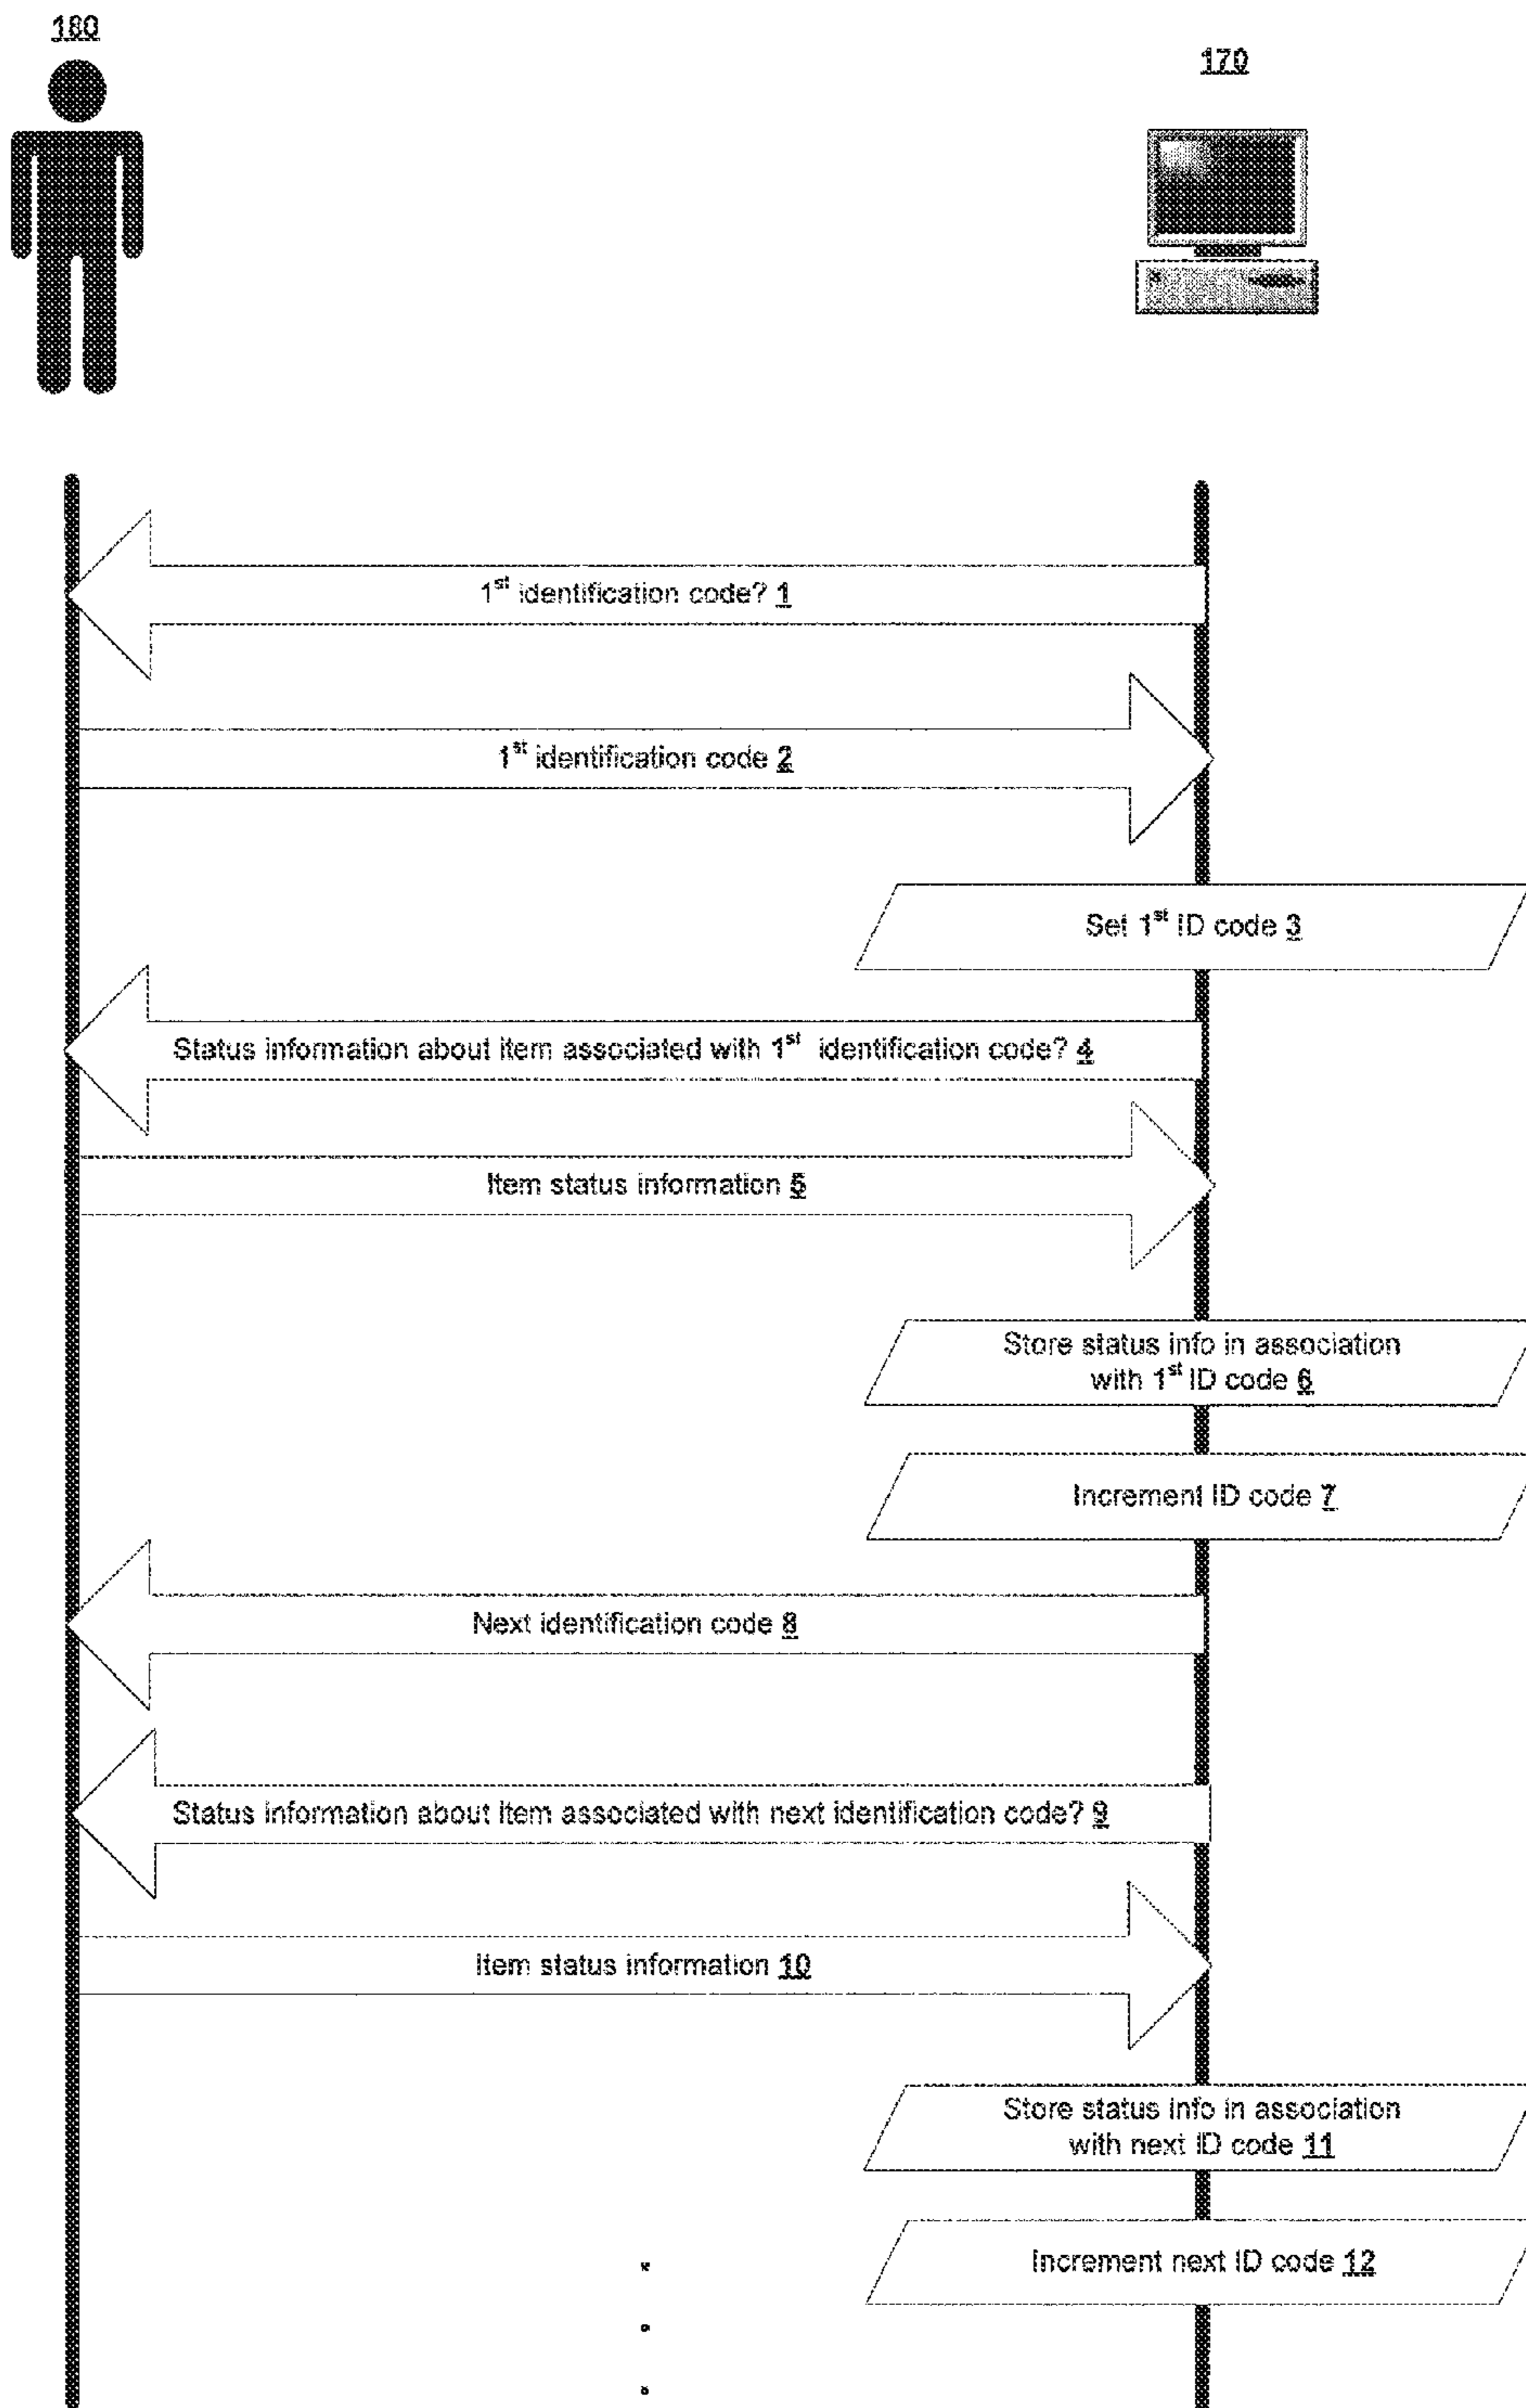 180
170
1st identification code? 1
1st identification code 2
Set 1st ID code 3
Status information about item associated with 1st identification code? 4
Item status information 5
Store status info in association
with 1st ID code 6
Increment ID code 7
Next identification code 8
Status information about item associated with next identification code? 9
Item status information 10
Store status info in association
with next ID code 11
Increment next ID code 12